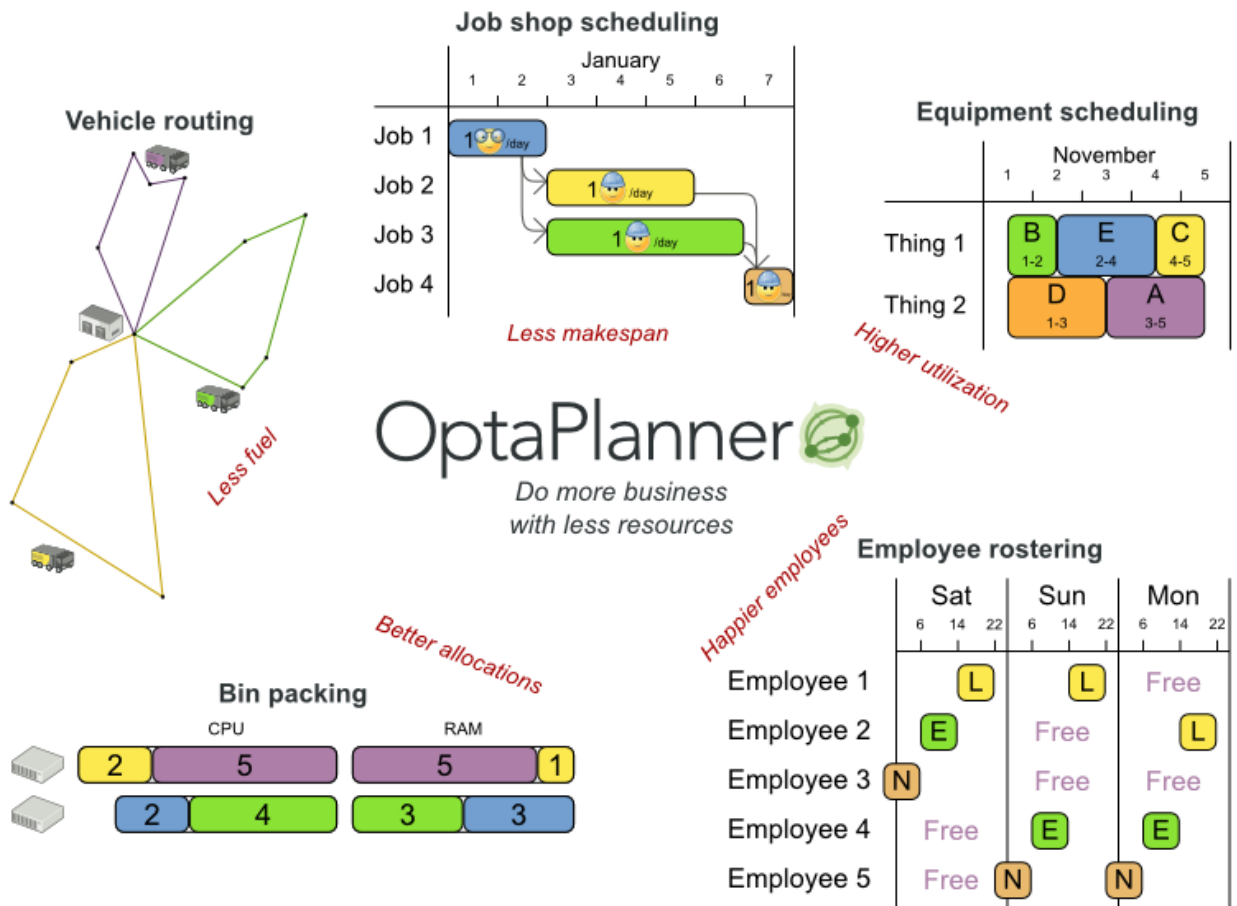 Job shop scheduling
January
1 2 3 4 5 6 7
Job 1
1 /day
Job 2
1 /day
Job 3
1 /day
Job 4
1
Less makespan
Vehicle routing
Less fuel
Equipment scheduling
November
1 2 3 4 5
Thing 1
B E C
1-2 2-4 4-5
Thing 2
D A
1-3 3-5
Higher utilization
OptaPlanner
Do more business
with less resources
Better allocations
Bin packing
CPU RAM
2 5 5 1
2 4 3 3
Happier employees
Employee rostering
Sat Sun Mon
6 14 22 6 14 22 6 14 22
Employee 1 L L Free
Employee 2 E Free L
Employee 3 N Free Free
Employee 4 Free E E
Employee 5 Free N N